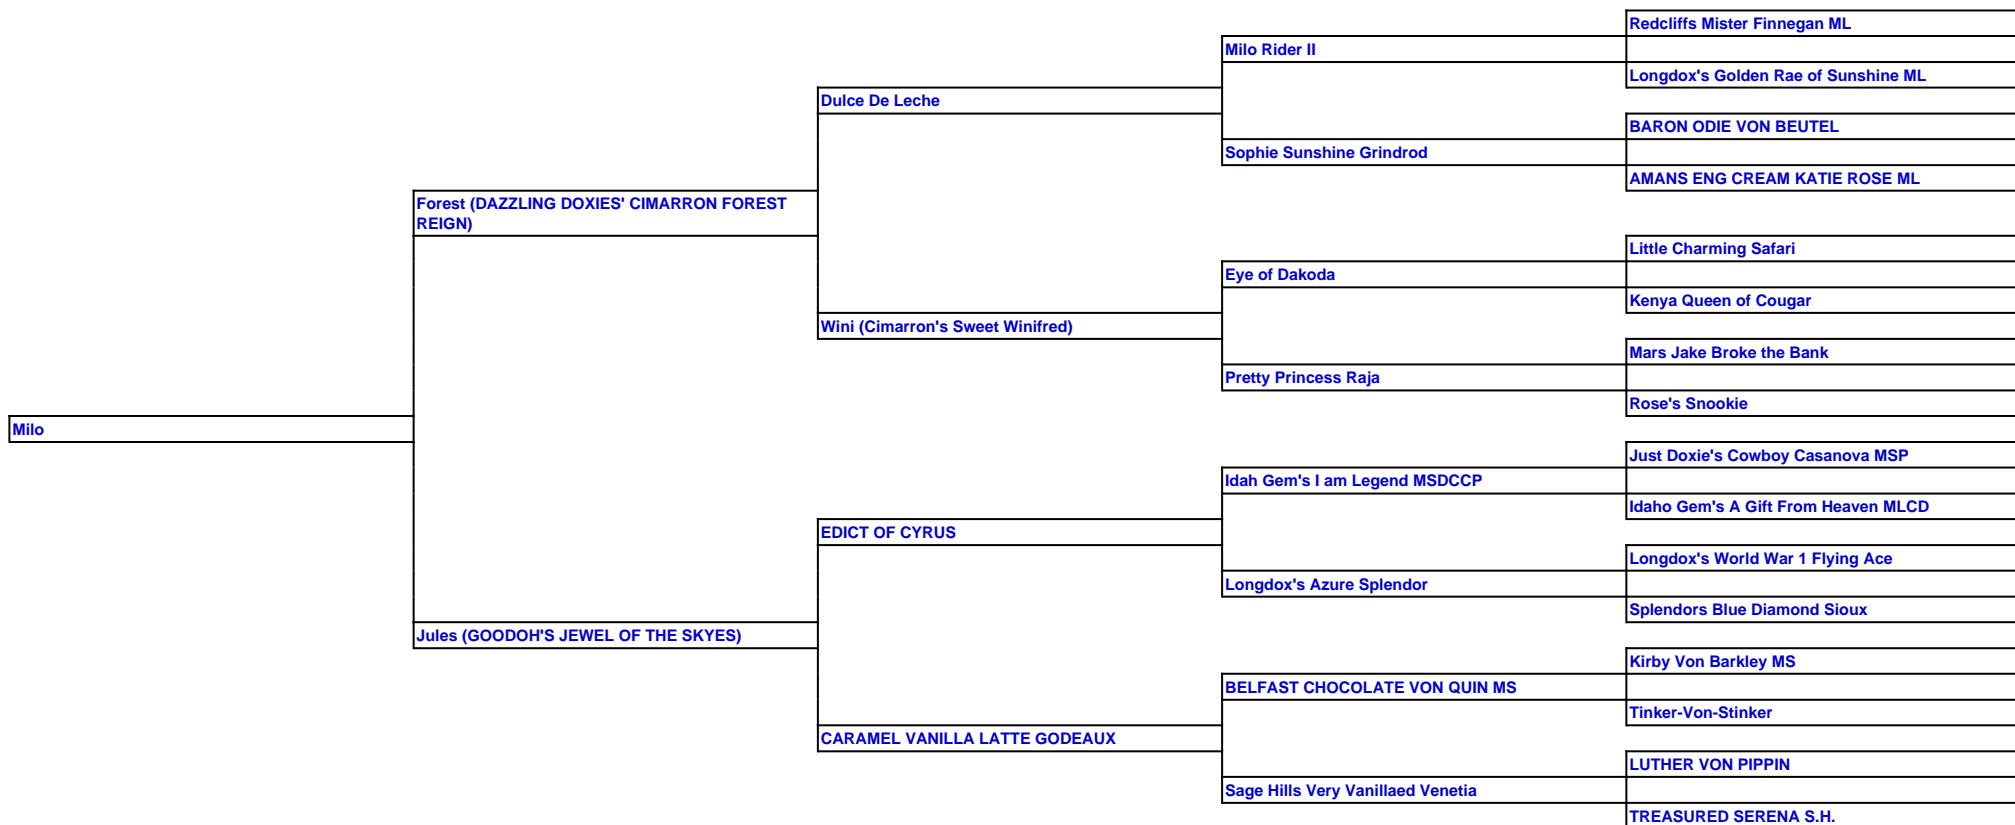 Redcliffs Mister Finnegan ML
Milo Rider II
Longdox's Golden Rae of Sunshine ML
Dulce De Leche
BARON ODIE VON BEUTEL
Sophie Sunshine Grindrod
AMANS ENG CREAM KATIE ROSE ML
Forest (DAZZLING DOXIES' CIMARRON FOREST
REIGN)
Little Charming Safari
Eye of Dakoda
Kenya Queen of Cougar
Wini (Cimarron's Sweet Winifred)
Mars Jake Broke the Bank
Pretty Princess Raja
Rose's Snookie
Milo
Just Doxie's Cowboy Casanova MSP
Idah Gem's I am Legend MSDCCP
Idaho Gem's A Gift From Heaven MLCD
EDICT OF CYRUS
Longdox's World War 1 Flying Ace
Longdox's Azure Splendor
Splendors Blue Diamond Sioux
Jules (GOODOH'S JEWEL OF THE SKYES)
Kirby Von Barkley MS
BELFAST CHOCOLATE VON QUIN MS
Tinker-Von-Stinker
CARAMEL VANILLA LATTE GODEAUX
LUTHER VON PIPPIN
Sage Hills Very Vanillaed Venetia
TREASURED SERENA S.H.